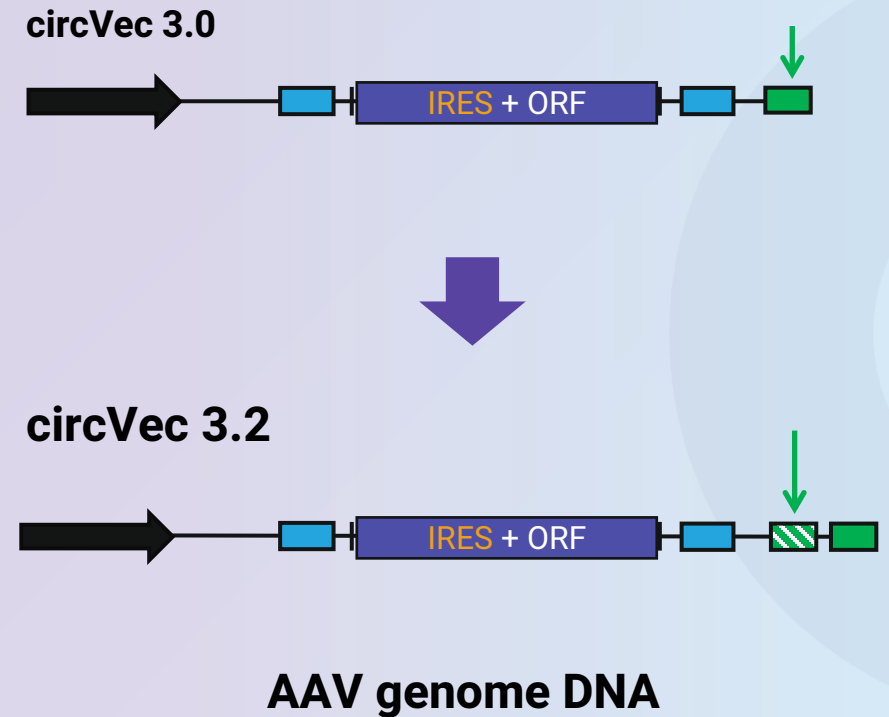 circVec 3.0
IRES + ORF
circVec 3.2
IRES + ORF
AAV genome DNA